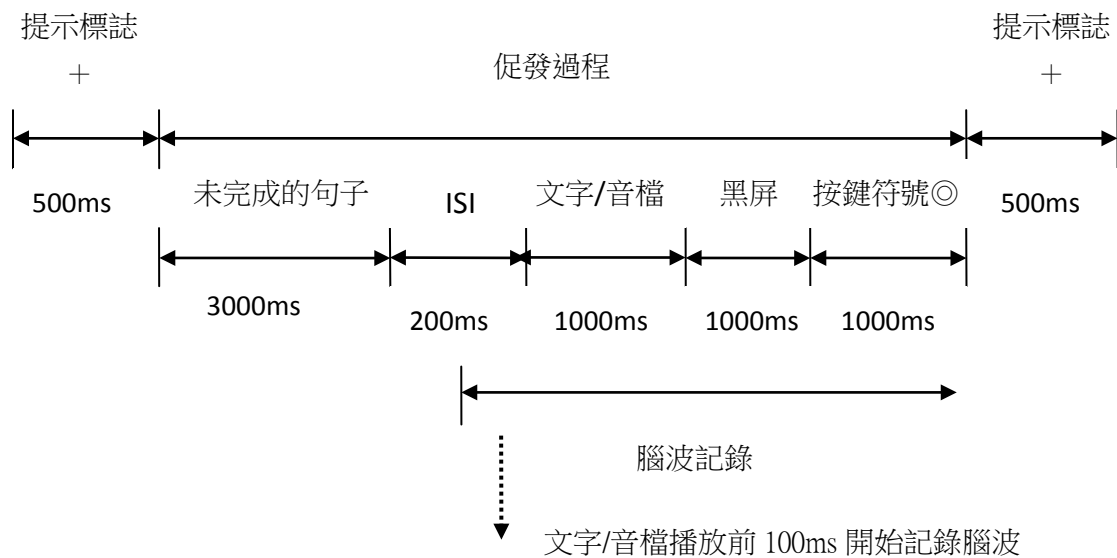 提示標誌
+
促發過程
提示標誌
+
500ms
未完成的句子
ISI
文字/音檔
黑屏
按鍵符號◎
500ms
3000ms
200ms
1000ms
1000ms
1000ms
腦波記錄
文字/音檔播放前 100ms 開始記錄腦波